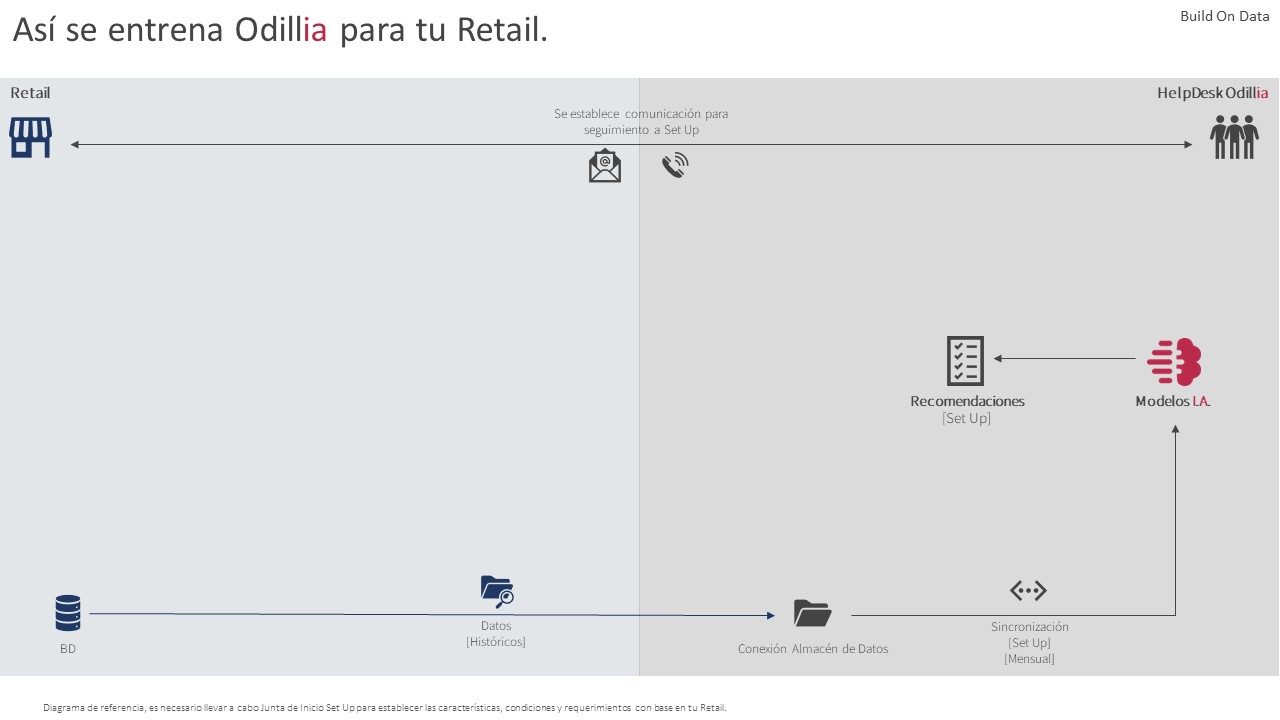 Así se entrena Odillia para tu Retail.
Build On Data
Retail
HelpDesk Odillia
Se establece comunicación para
seguimiento a Set Up
Recomendaciones
[Set Up]
Modelos I.A.
BD
Datos
[Históricos]
Conexión Almacén de Datos
Sincronización
[Set Up]
[Mensual]
Diagrama de referencia, es necesario llevar a cabo Junta de Inicio Set Up para establecer las características, condiciones y requerimientos con base en tu Retail.